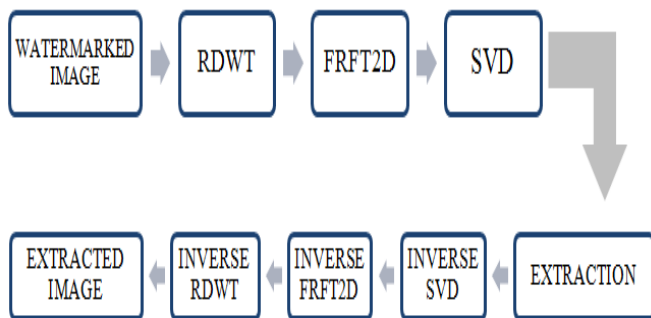 WATERMARKED
IMAGE
RDWT
FRFT2D
SVD
EXTRACTED
IMAGE
INVERSE
RDWT
INVERSE
FRFT2D
INVERSE
SVD
EXTRACTION